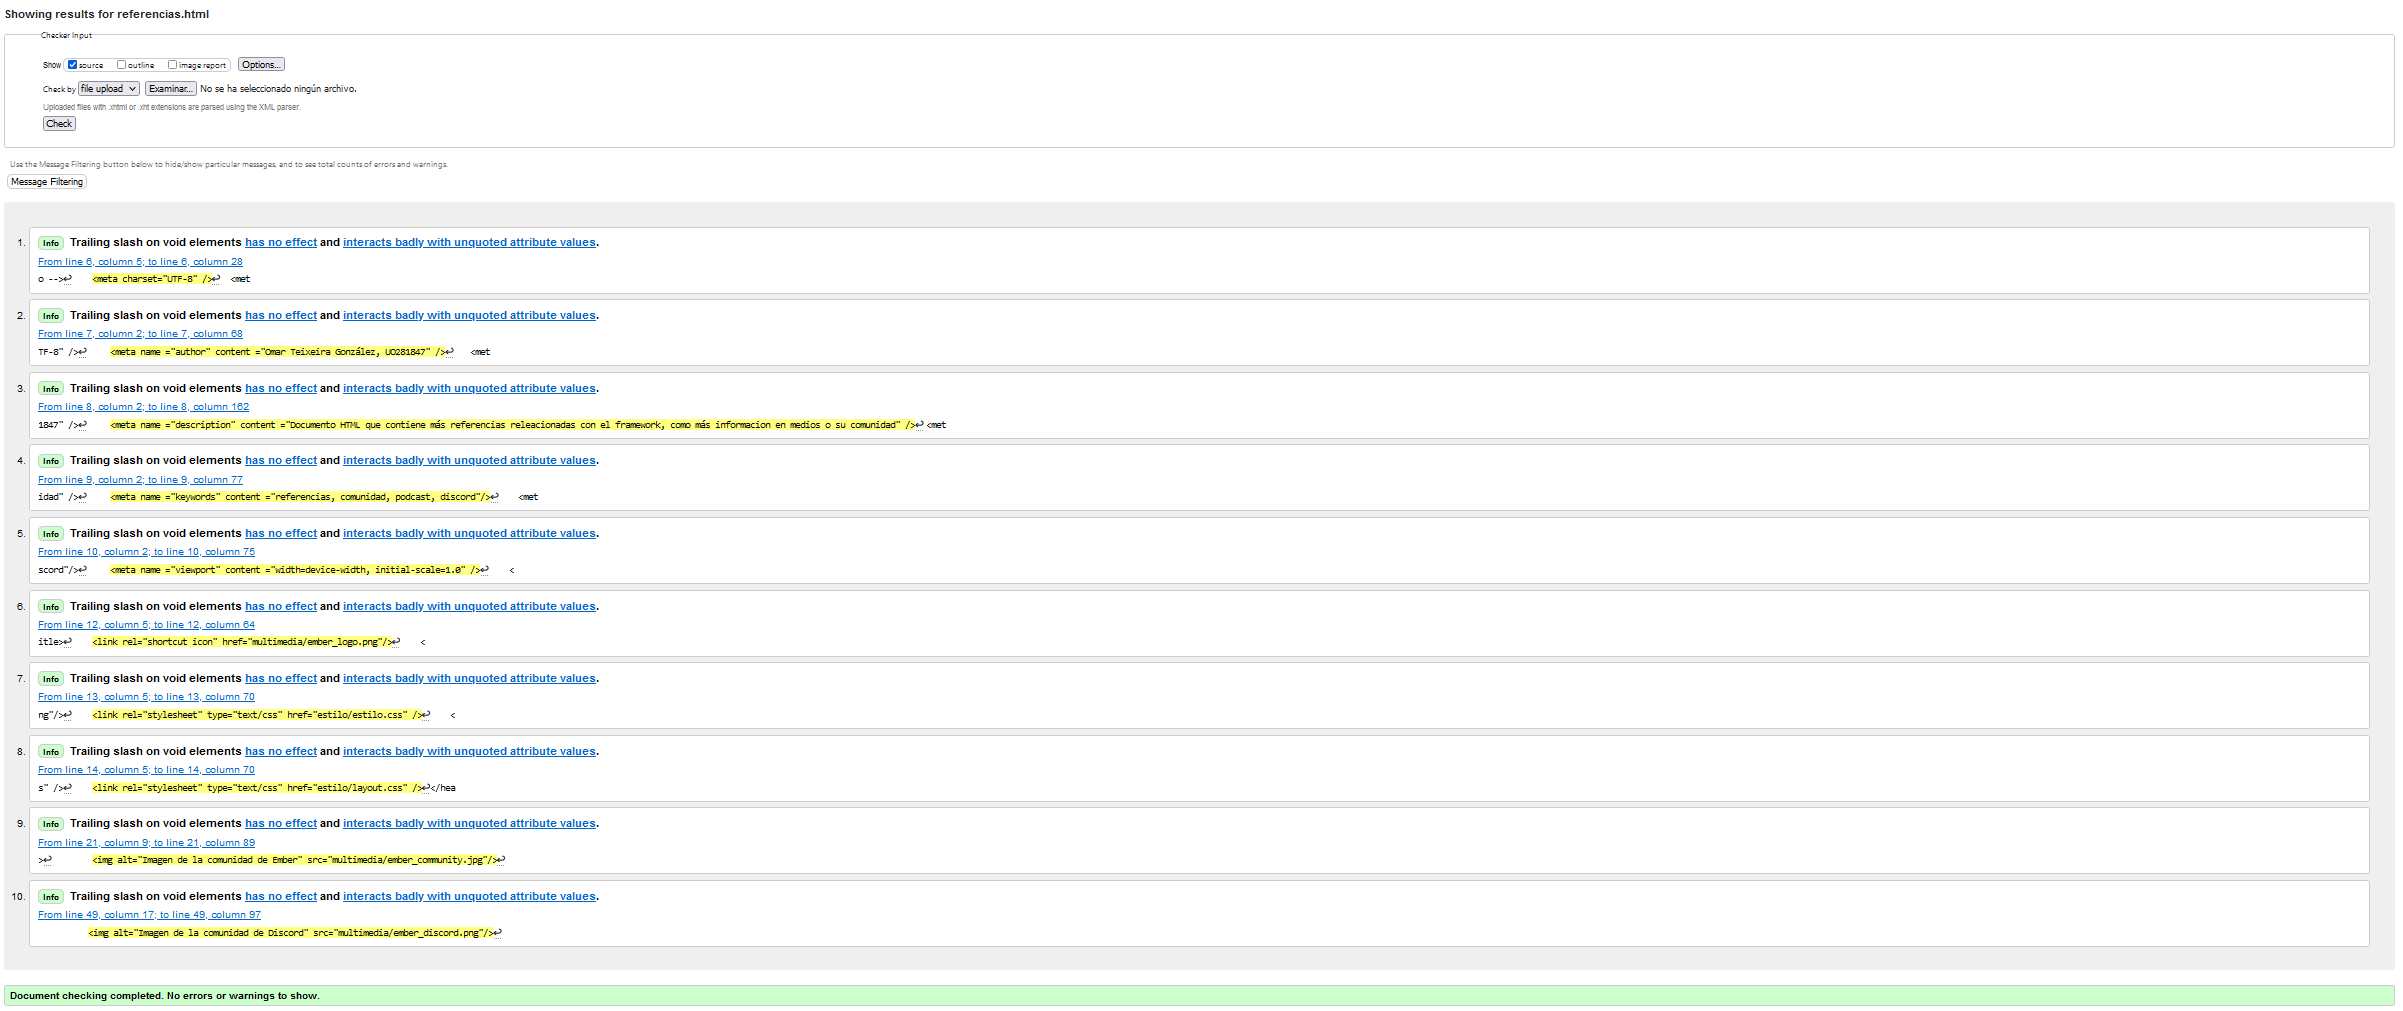 Showing results for referencias.html
Checker Input
Show source outline image report Options...
Check by file upload Examinar... No se ha seleccionado ningún archivo.
Uploaded files with .xhtml or .xht extensions are parsed using the XML parser.
Check
Use the Message Filtering button below to hide/show particular messages, and to see total counts of errors and warnings.
Message Filtering
1. Info Trailing slash on void elements has no effect and interacts badly with unquoted attribute values.
From line 6, column 5; to line 6, column 28
o -->↩ <meta charset="UTF-8" />↩ <met
2. Info Trailing slash on void elements has no effect and interacts badly with unquoted attribute values.
From line 7, column 2; to line 7, column 68
TF-8" />↩ <meta name ="author" content ="Omar Teixeira González, UO281847" />↩ <met
3. Info Trailing slash on void elements has no effect and interacts badly with unquoted attribute values.
From line 8, column 2; to line 8, column 162
1847" />↩ <meta name ="description" content ="Documento HTML que contiene más referencias releacionadas con el framework, como más informacion en medios o su comunidad" />↩ <met
4. Info Trailing slash on void elements has no effect and interacts badly with unquoted attribute values.
From line 9, column 2; to line 9, column 77
idad" />↩ <meta name ="keywords" content ="referencias, comunidad, podcast, discord"/>↩ <met
5. Info Trailing slash on void elements has no effect and interacts badly with unquoted attribute values.
From line 10, column 2; to line 10, column 75
scord"/>↩ <meta name ="viewport" content ="width=device-width, initial-scale=1.0" />↩ <
6. Info Trailing slash on void elements has no effect and interacts badly with unquoted attribute values.
From line 12, column 5; to line 12, column 64
itle>↩ <link rel="shortcut icon" href="multimedia/ember_logo.png"/>↩ <
7. Info Trailing slash on void elements has no effect and interacts badly with unquoted attribute values.
From line 13, column 5; to line 13, column 70
ng"/>↩ <link rel="stylesheet" type="text/css" href="estilo/estilo.css" />↩ <
8. Info Trailing slash on void elements has no effect and interacts badly with unquoted attribute values.
From line 14, column 5; to line 14, column 70
s" />↩ <link rel="stylesheet" type="text/css" href="estilo/layout.css" />↩</hea
9. Info Trailing slash on void elements has no effect and interacts badly with unquoted attribute values.
From line 21, column 9; to line 21, column 89
>↩ <img alt="Imagen de la comunidad de Ember" src="multimedia/ember_community.jpg"/>↩
10. Info Trailing slash on void elements has no effect and interacts badly with unquoted attribute values.
From line 49, column 17; to line 49, column 97
<img alt="Imagen de la comunidad de Discord" src="multimedia/ember_discord.png"/>↩
Document checking completed. No errors or warnings to show.